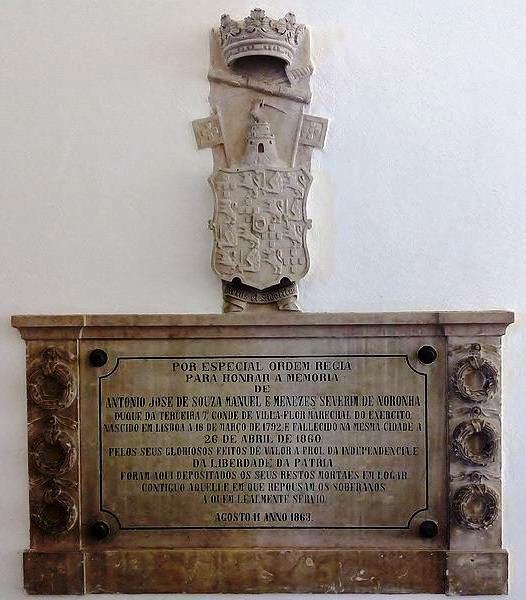 POR ESPECIAL ORDEM REGIA
PARA HONRAR A MEMORIA
DE
ANTONIO JOSÉ DE SOUZA MANUEL E MENEZES SEVERIM DE NORONHA
DUQUE DA TERCEIRA 7º CONDE DE VILLA-FLOR MARECHAL DO EXERCITO,
NASCIDO EM LISBOA A 18 DE MARÇO DE 1792, E FALLECIDO NA MESMA CIDADE A
26 DE ABRIL DE 1860
PELOS SEUS GLORIOSOS FEITOS DE VALOR A PROL DA INDEPENDENCIA, E
DA LIBERDADE DA PATRIA
FORAM AQUI DEPOSITADOS OS SEUS RESTOS MORTAES EM LOGAR
CONTIGUO AQUELLE EM QUE REPOUSAM OS SOBERANOS
A QUEM LEALMENTE SERVIO.
AGOSTO 11 ANNO 1863.